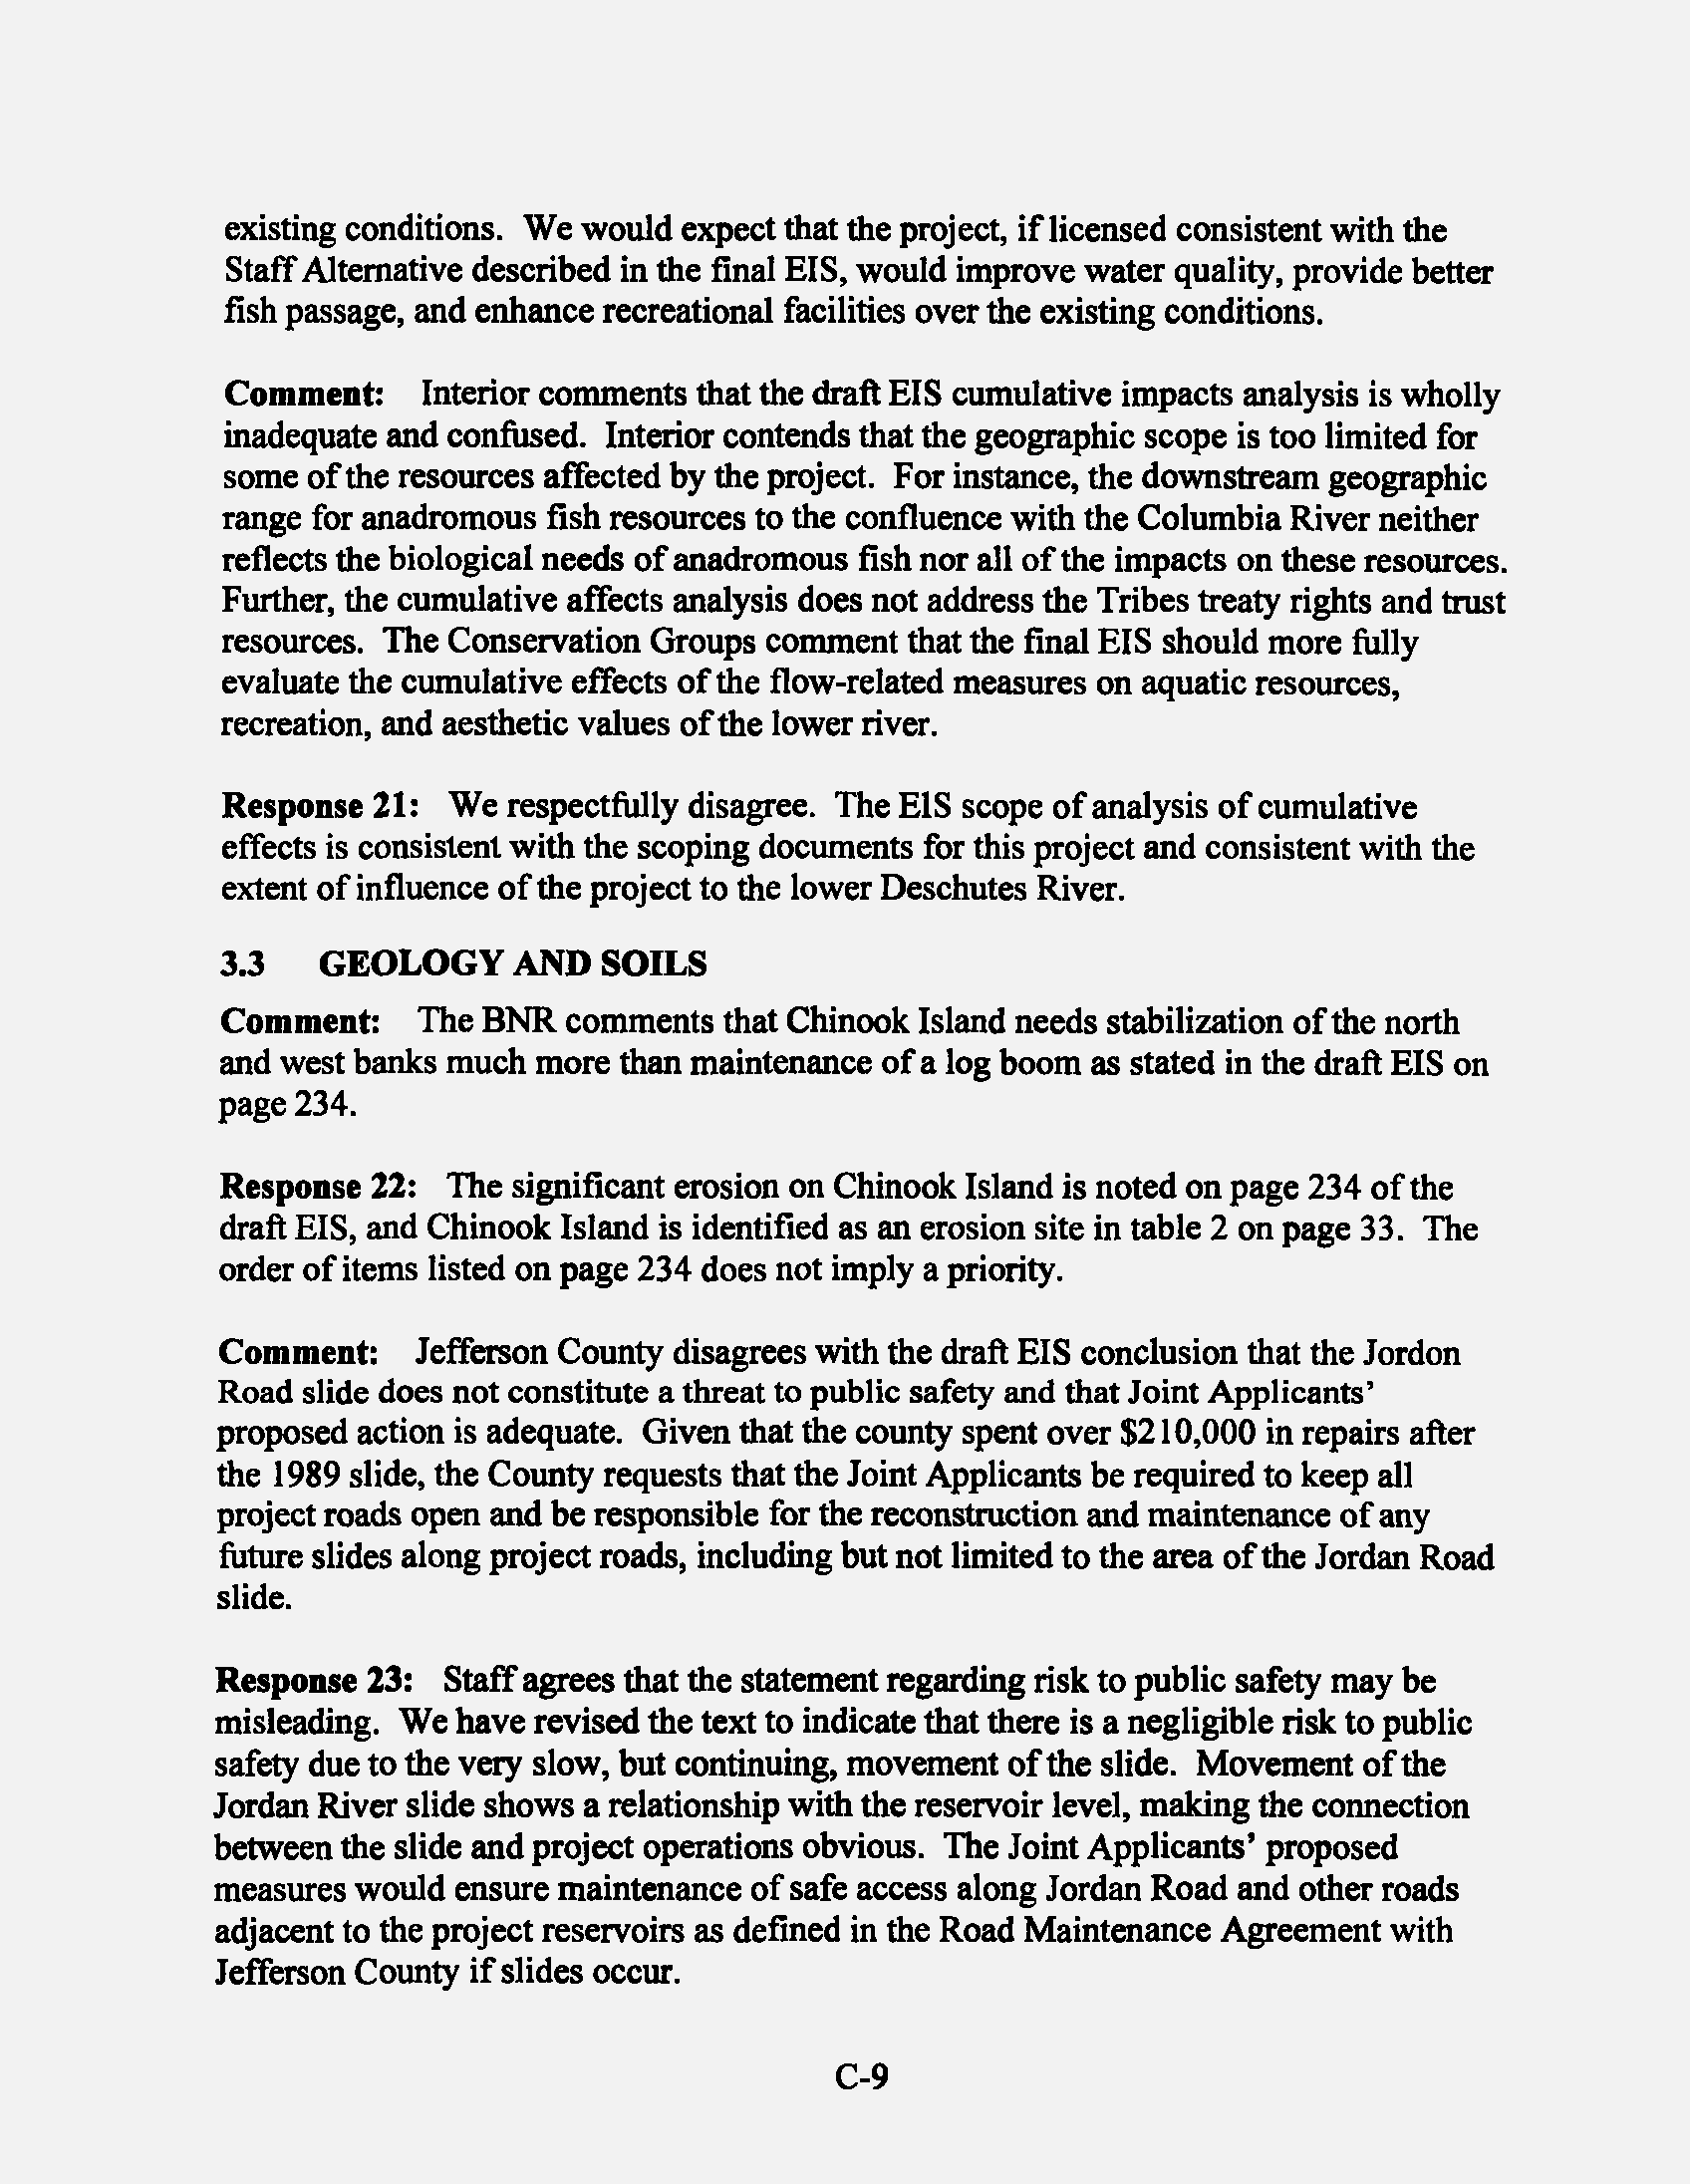 existing conditions.  We would expect that the project, if licensed consistent with the
Staff Alternative described in the final EIS, would improve water quality, provide better
fish passage, and enhance recreational facilities over the existing conditions.
Comment:   Interior comments that the draft EIS cumulative impacts analysis is wholly
inadequate and confused.  Interior contends that the geographic scope is too limited for
some of the resources affected by the project.  For instance, the downstream geographic
range for anadromous fish resources to the confluence with the Columbia River neither
reflects the biological needs of anadromous fish nor all of the impacts on these resources.
Further, the cumulative affects analysis does not address the Tribes treaty rights and trust
resources.  The Conservation Groups comment that the final EIS should more fully
evaluate the cumulative effects of the flow-related measures on aquatic resources,
recreation, and aesthetic values of the lower river.
Response 21:   We respectfully disagree.  The EIS scope of analysis of cumulative
effects is consistent with the scoping documents for this project and consistent with the
extent of influence of the project to the lower Deschutes River.
3.3   GEOLOGY AND SOILS
Comment:   The BNR comments that Chinook Island needs stabilization of the north
and west banks much more than maintenance of a log boom as stated in the draft EIS on
page 234.
Response 22:   The significant erosion on Chinook Island is noted on page 234 of the
draft EIS, and Chinook Island is identified as an erosion site in table 2 on page 33.  The
order of items listed on page 234 does not imply a priority.
Comment:   Jefferson County disagrees with the draft EIS conclusion that the Jordon
Road slide does not constitute a threat to public safety and that Joint Applicants’
proposed action is adequate.  Given that the county spent over $210,000 in repairs after
the 1989 slide, the County requests that the Joint Applicants be required to keep all
project roads open and be responsible for the reconstruction and maintenance of any
future slides along project roads, including but not limited to the area of the Jordan Road
slide.
Response 23:   Staff agrees that the statement regarding risk to public safety may be
misleading.  We have revised the text to indicate that there is a negligible risk to public
safety due to the very slow, but continuing, movement of the slide.  Movement of the
Jordan River slide shows a relationship with the reservoir level, making the connection
between the slide and project operations obvious.  The Joint Applicants’ proposed
measures would ensure maintenance of safe access along Jordan Road and other roads
adjacent to the project reservoirs as defined in the Road Maintenance Agreement with
Jefferson County if slides occur.
C-9